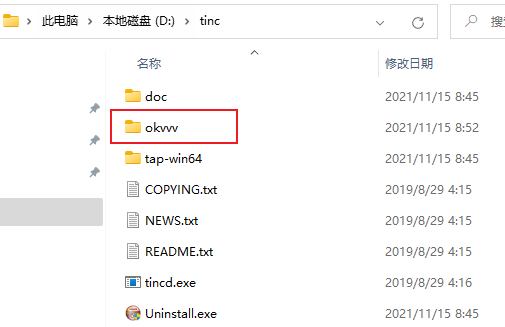 此电脑 > 本地磁盘 (D:) > tinc
名称 修改日期
doc 2021/11/15 8:45
okvvv 2021/11/15 8:52
tap-win64 2021/11/15 8:45
COPYING.txt 2019/8/29 4:15
NEWS.txt 2019/8/29 4:15
README.txt 2019/8/29 4:15
tincd.exe 2019/8/29 4:16
Uninstall.exe 2021/11/15 8:45